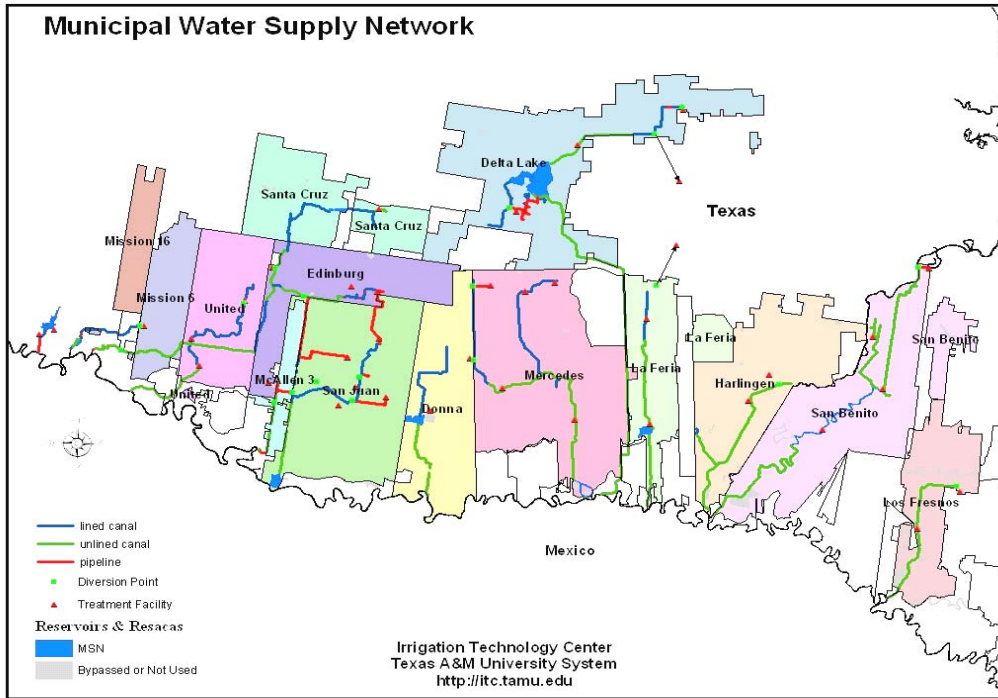 Municipal Water Supply Network
Delta Lake
Santa Cruz
Santa Cruz
Texas
Mission 16
Edinburg
Mission 6
United
La Feria
San Benito
McAllen 3
San Juan
Mercedes
La Feria
Harlingen
United
Donna
San Benito
Los Fresnos
Mexico
lined canal
unlined canal
pipeline
Diversion Point
Treatment Facility
Reservoirs & Resacas
MSN
Bypassed or Not Used
Irrigation Technology Center
Texas A&M University System
http://itc.tamu.edu